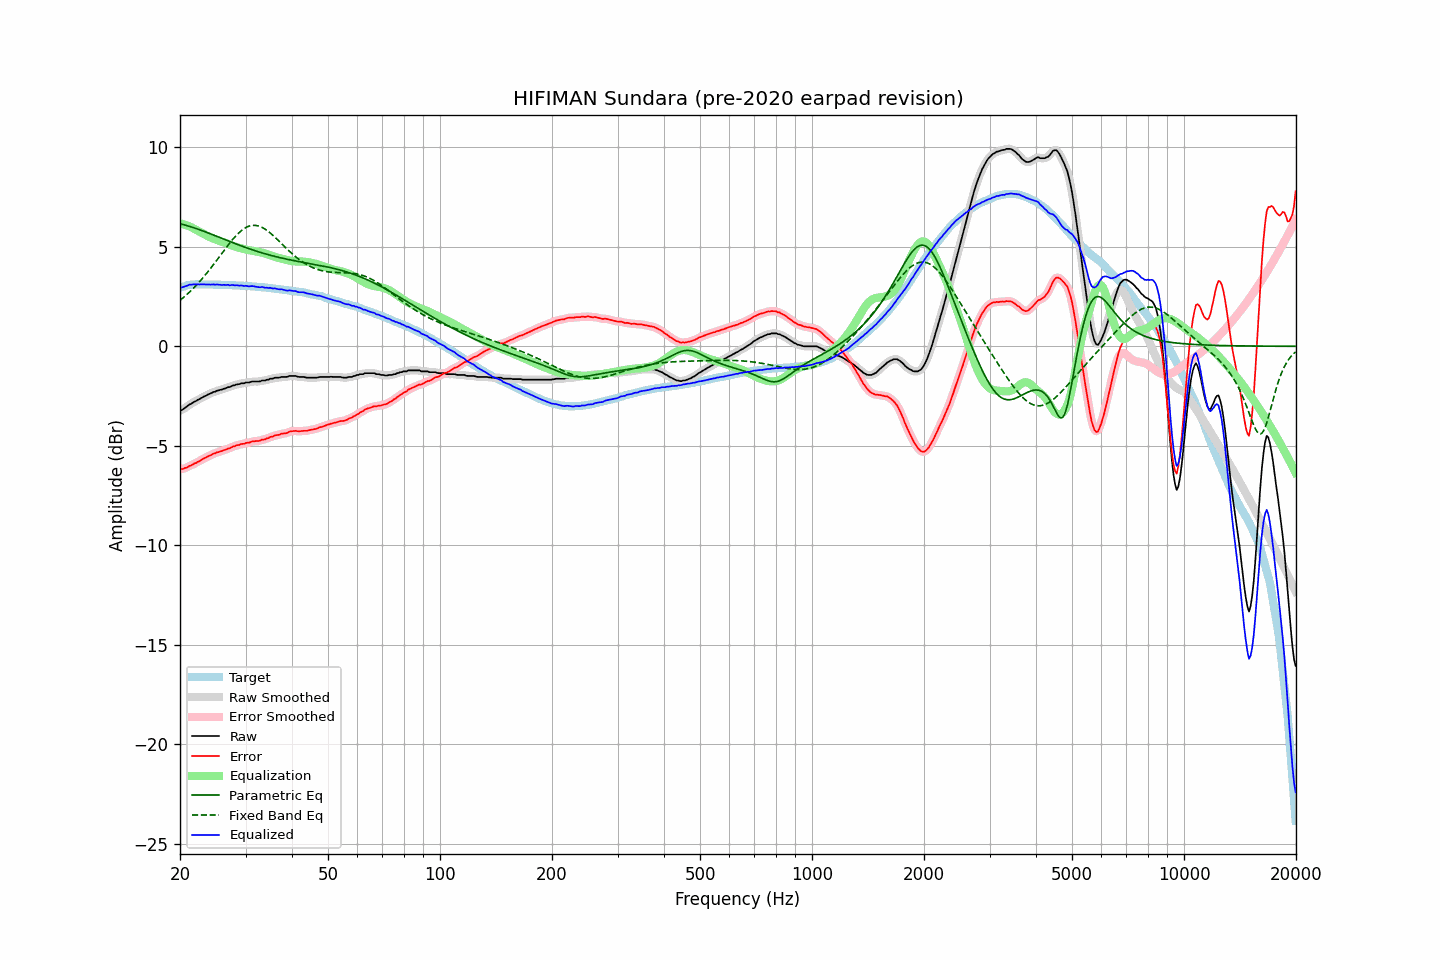 HIFIMAN Sundara (pre-2020 earpad revision)
10
5
0
−5
−10
−15
−20
−25
Amplitude (dBr)
Target
Raw Smoothed
Error Smoothed
Raw
Error
Equalization
Parametric Eq
Fixed Band Eq
Equalized
20 50 100 200 500 1000 2000 5000 10000 20000
Frequency (Hz)